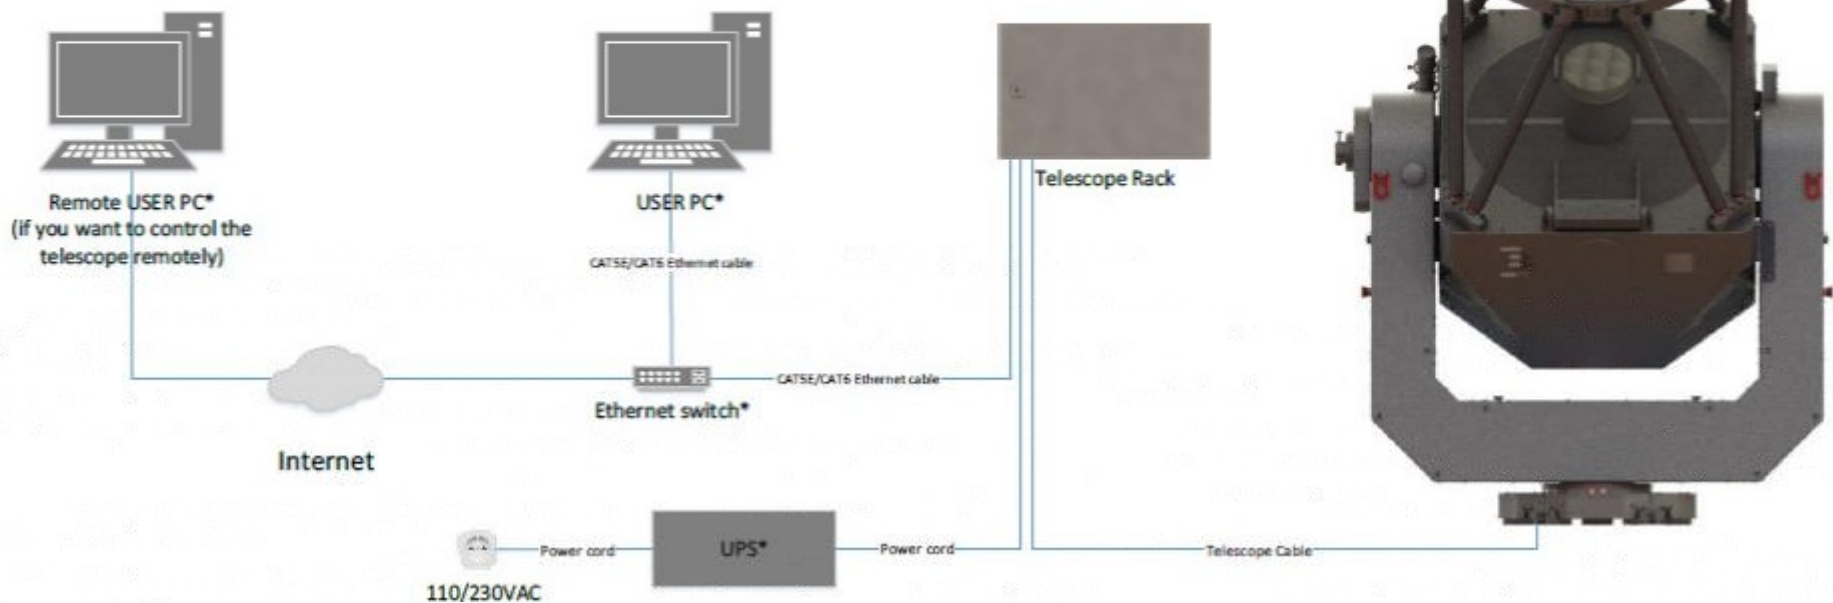 Remote USER PC*
(if you want to control the
telescope remotely)
USER PC*
Telescope Rack
CAT5E/CAT6 Ethernet cable
CAT5E/CAT6 Ethernet cable
Ethernet switch*
Internet
Power cord
UPS*
Power cord
Telescope Cable
110/230VAC